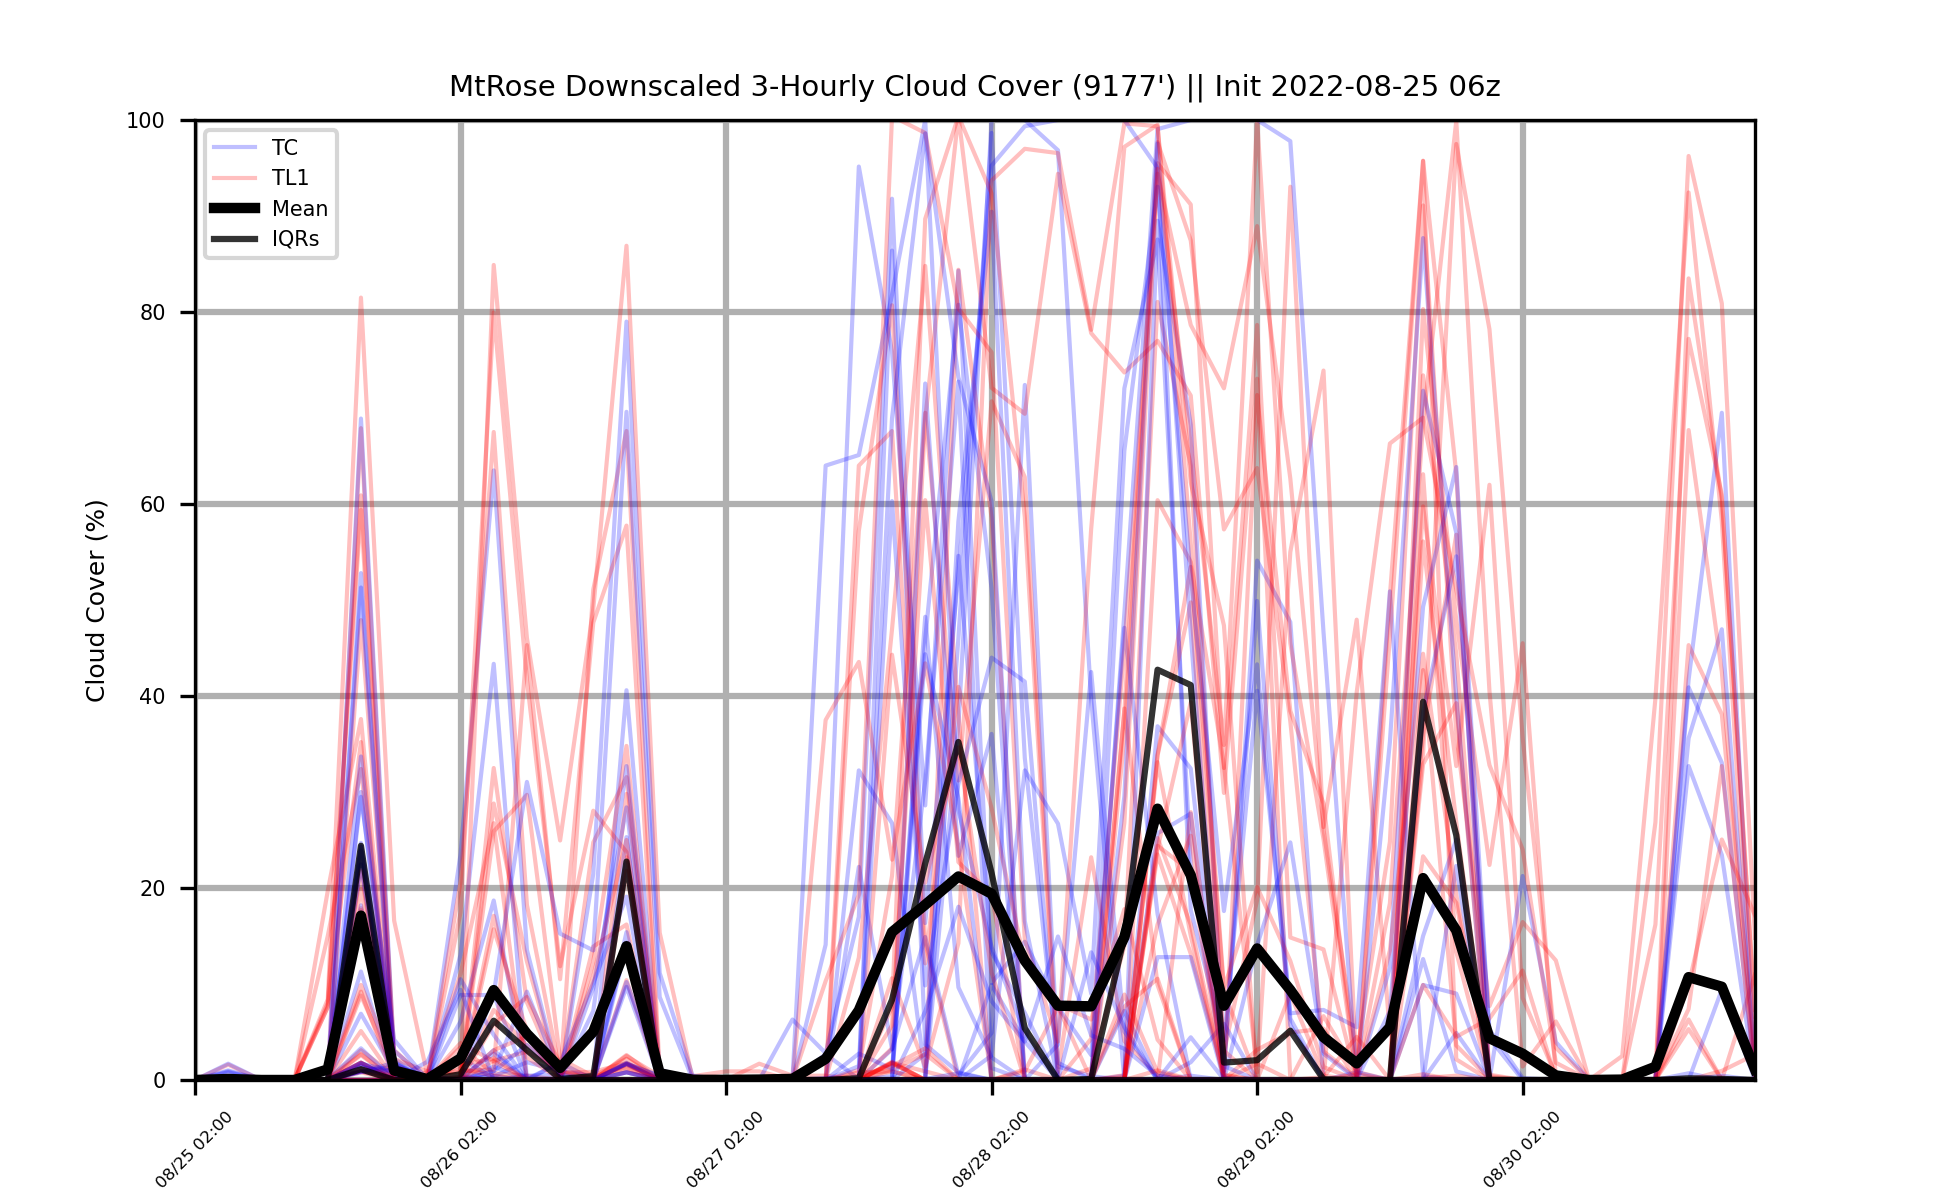 MtRose Downscaled 3-Hourly Cloud Cover (9177') || Init 2022-08-25 06z
100
80
60
40
20
0
Cloud Cover (%)
TC
TL1
Mean
IQRs
08/25 02:00
08/26 02:00
08/27 02:00
08/28 02:00
08/29 02:00
08/30 02:00